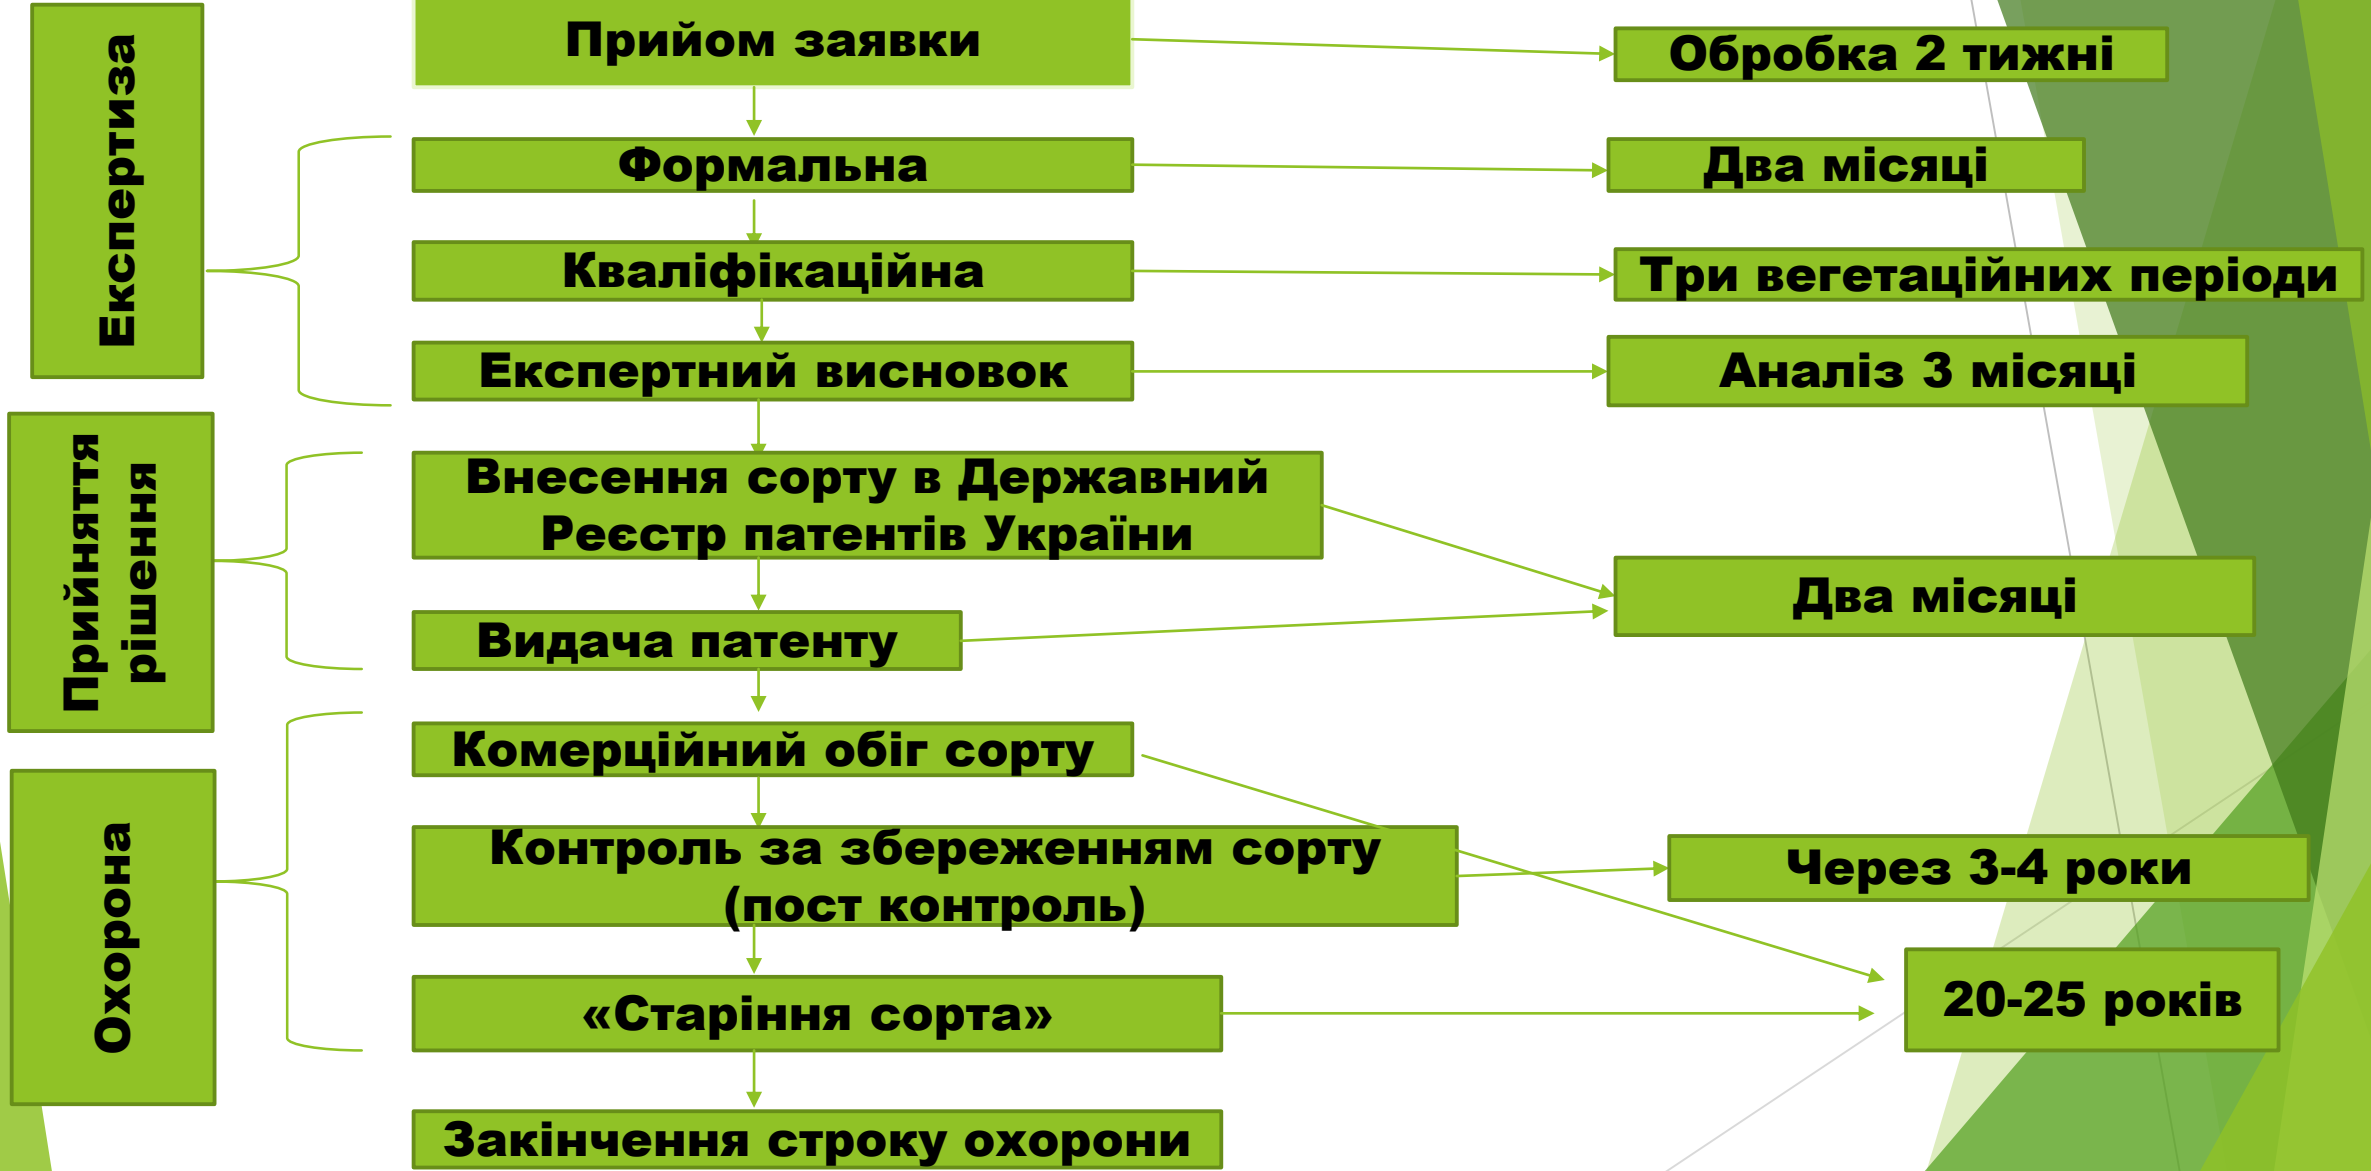 Експертиза
Прийом заявки
Обробка 2 тижні
Формальна
Два місяці
Кваліфікаційна
Три вегетаційних періоди
Експертний висновок
Аналіз 3 місяці
Прийняття
рішення
Внесення сорту в Державний
Реєстр патентів України
Два місяці
Видача патенту
Охорона
Комерційний обіг сорту
Контроль за збереженням сорту
(пост контроль)
Через 3-4 роки
«Старіння сорта»
20-25 років
Закінчення строку охорони